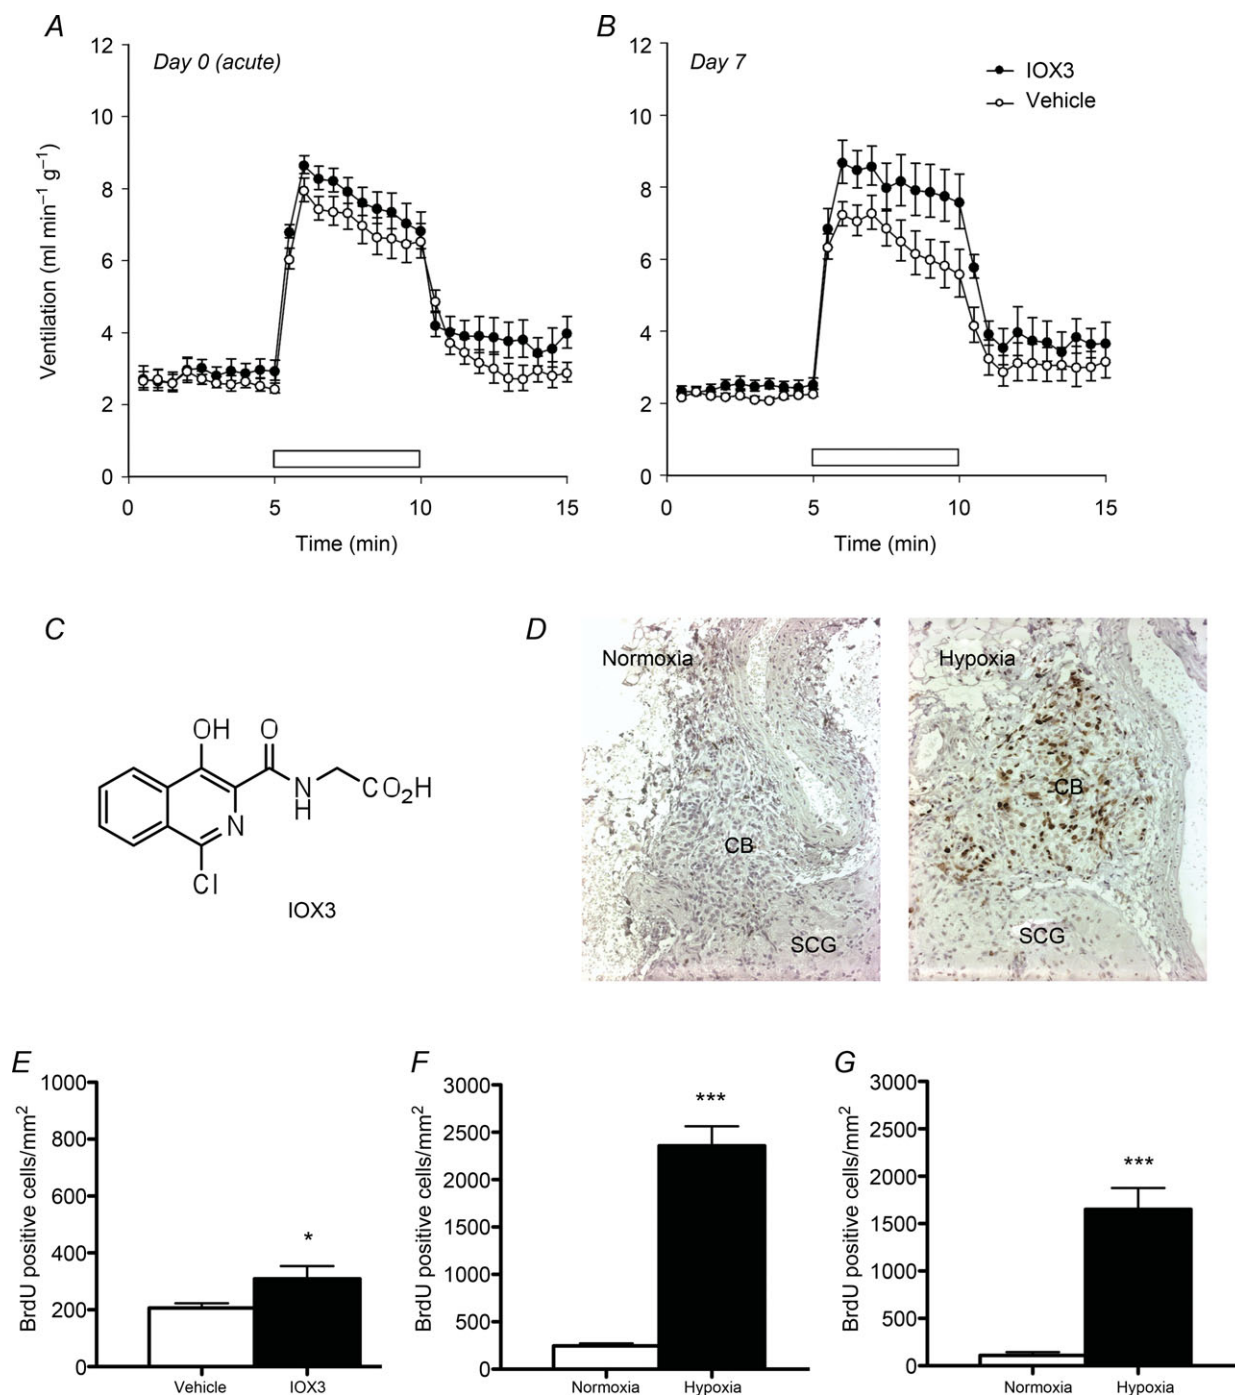 A
B
Day 0 (acute)
Day 7
IOX3
Vehicle
Ventilation (ml min⁻¹ g⁻¹)
12
10
8
6
4
2
0
0
5
10
15
Time (min)
12
10
8
6
4
2
0
0
5
10
15
Time (min)
C
OH
O
N
H
CO₂H
N
Cl
IOX3
D
Normoxia
CB
SCG
Hypoxia
CB
SCG
E
BrdU positive cells/mm²
1000
800
600
400
200
0
*
Vehicle
IOX3
F
BrdU positive cells/mm²
3000
2500
2000
1500
1000
500
0
***
Normoxia
Hypoxia
G
BrdU positive cells/mm²
3000
2500
2000
1500
1000
500
0
***
Normoxia
Hypoxia